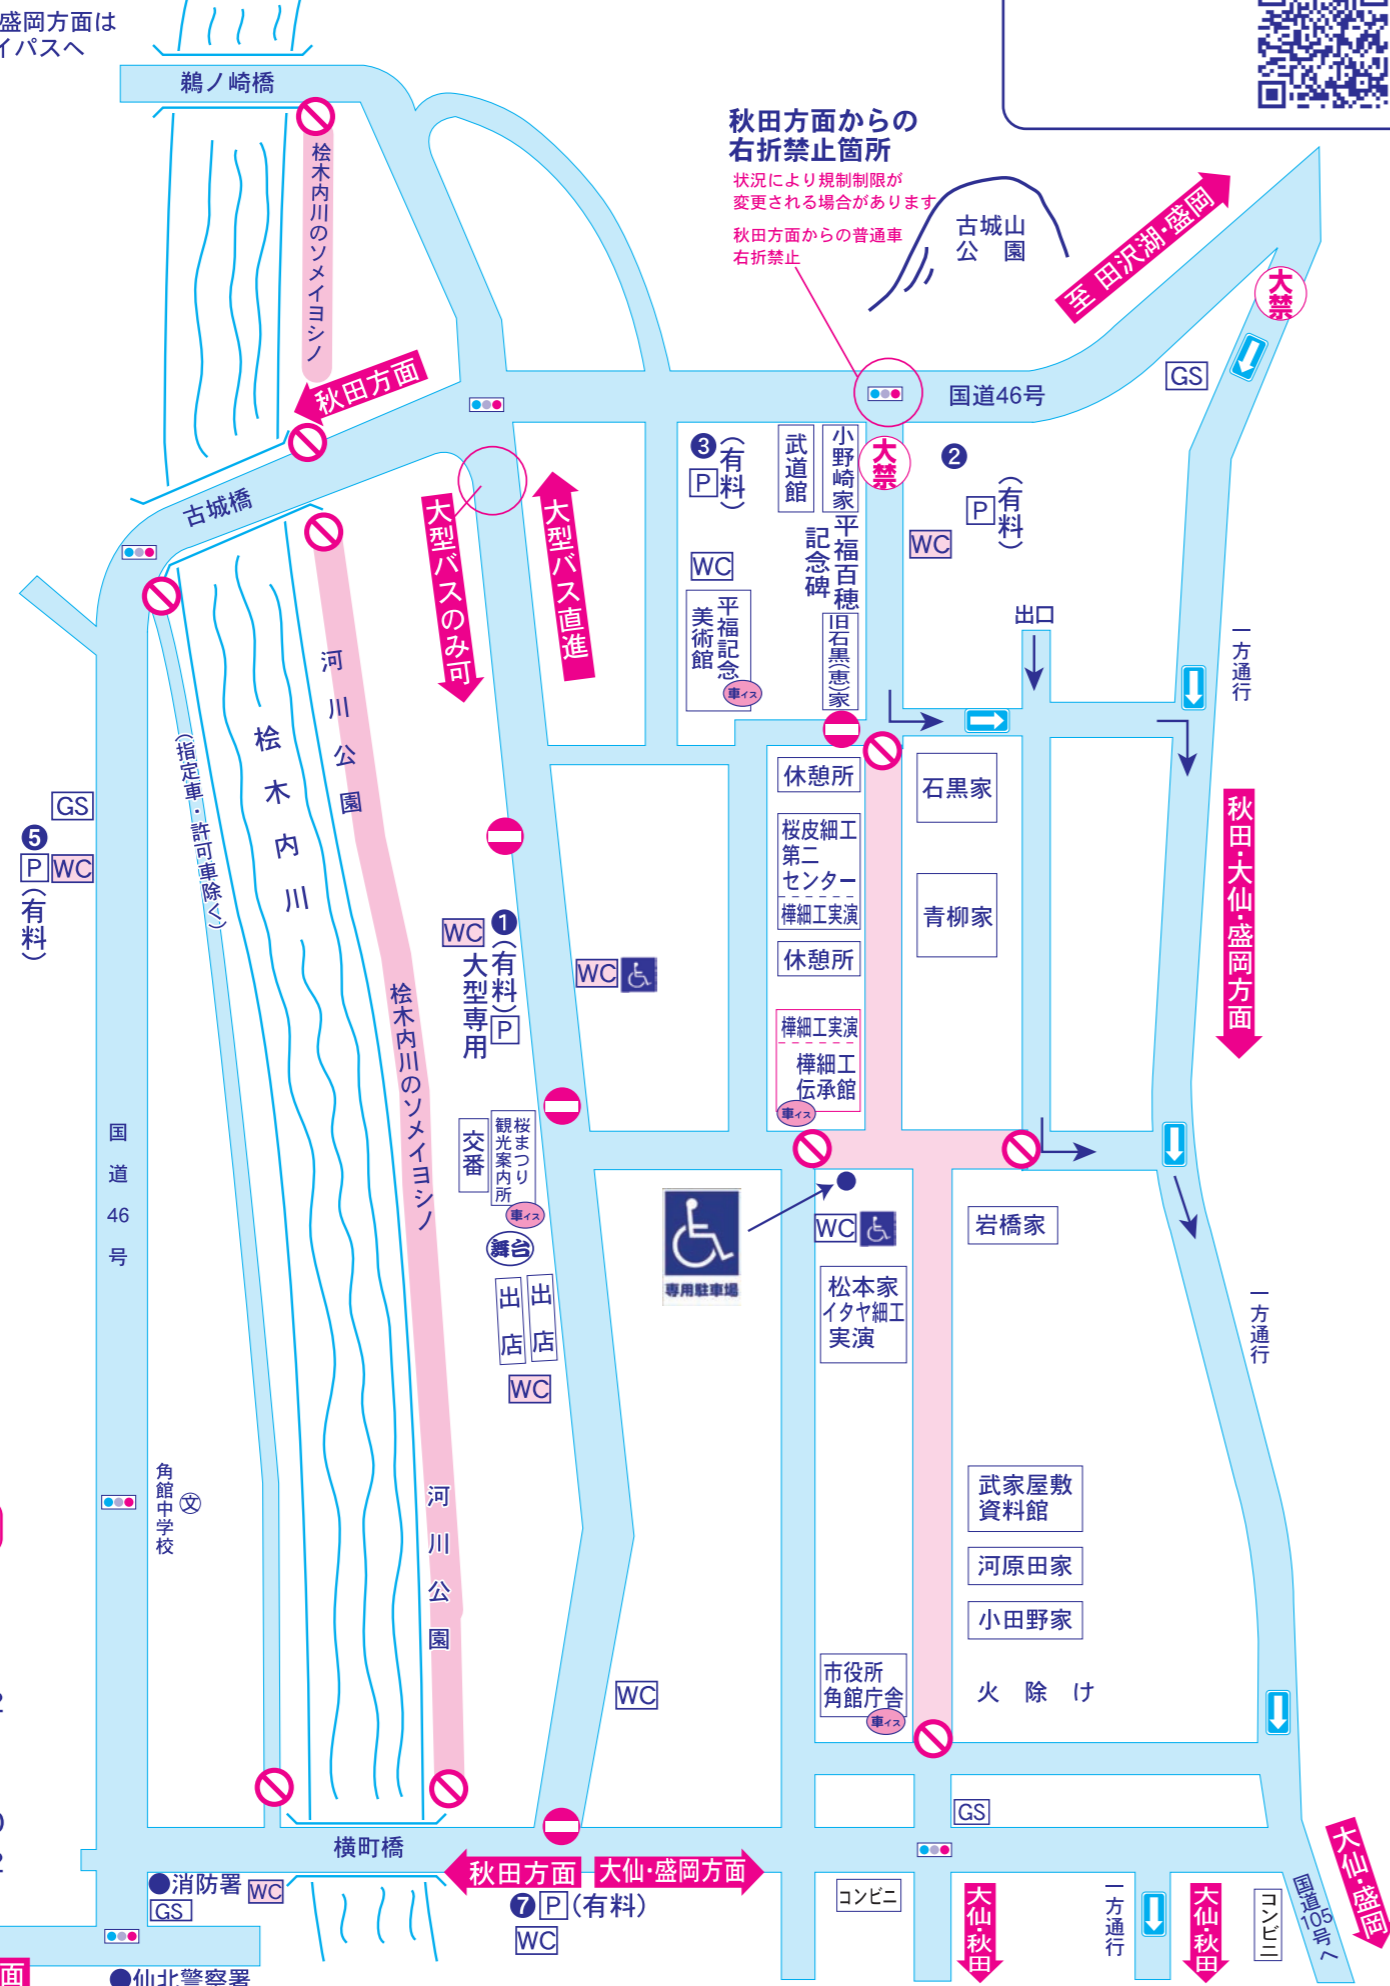 盛岡方面は
イパスへ
鵜ノ崎橋
桧木内川のソメイヨシノ
秋田方面からの
右折禁止箇所
状況により規制制限が
変更される場合があります
秋田方面からの普通車
右折禁止
古城山
公園
至 田沢湖・盛岡
大禁
GS
国道46号
秋田方面
古城橋
大型バスのみ可
大型バス直進
❸
(有料)
P
武道館
小野崎家
大禁
❷
P
(有料)
WC
平福百穂
記念碑
WC
平福記念
美術館
車イス
旧石黒(恵)家
出口
一方通行
河川公園
桧木内川
(指定車・許可車除く)
GS
❺
P
WC
(有料)
休憩所
石黒家
桜皮細工
第二
センター
樺細工実演
青柳家
休憩所
樺細工実演
樺細工
伝承館
車イス
秋田・大仙・盛岡方面
WC
❶
(有料)
P
大型専用
WC
桧木内川のソメイヨシノ
国道46号
交番
桜まつり
観光案内所
車イス
舞台
出店
出店
WC
専用駐車場
WC
岩橋家
松本家
イタヤ細工
実演
一方通行
角館中学校
文
河川公園
武家屋敷
資料館
河原田家
小田野家
火除け
市役所
角館庁舎
車イス
WC
GS
横町橋
秋田方面
大仙・盛岡方面
●消防署
GS
WC
❼
P
(有料)
WC
コンビニ
大仙・秋田
一方通行
大仙・秋田
コンビニ
国道105号へ
大仙・盛岡
面
●仙北警察署